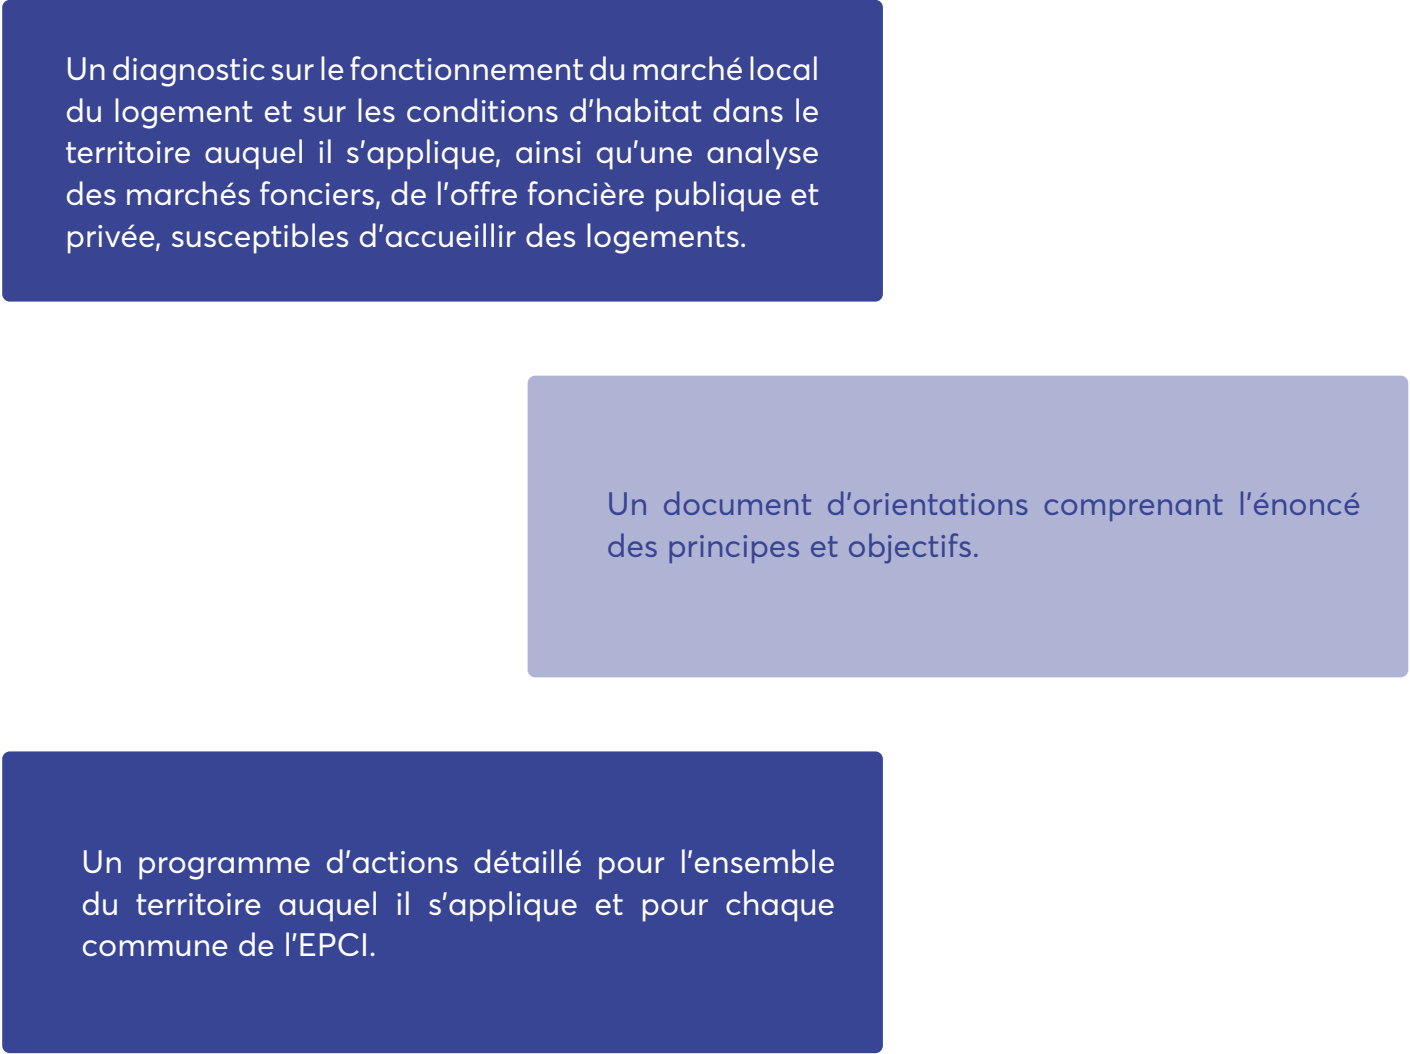 Un diagnostic sur le fonctionnement du marché local
du logement et sur les conditions d’habitat dans le
territoire auquel il s’applique, ainsi qu’une analyse
des marchés fonciers, de l’offre foncière publique et
privée, susceptibles d’accueillir des logements.
Un document d’orientations comprenant l’énoncé
des principes et objectifs.
Un programme d’actions détaillé pour l’ensemble
du territoire auquel il s’applique et pour chaque
commune de l’EPCI.